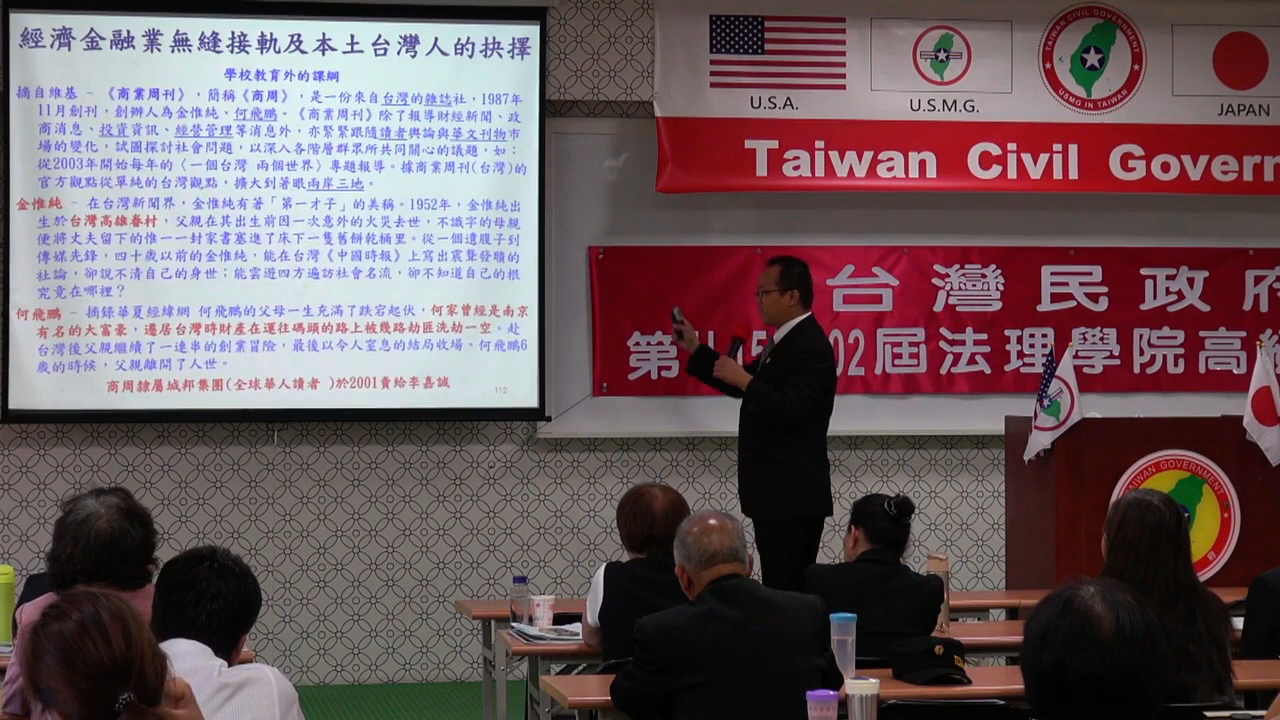 經濟金融業無縫接軌及本土台灣人的抉擇
學校教育外的課綱
摘自維基 – 《商業周刊》，簡稱《商周》，是一份來自台灣的雜誌社，1987年
11月創刊，創辦人為金惟純、何飛鵬。《商業周刊》除了報導財經新聞、政
商消息、投資資訊、經營管理等消息外，亦緊緊跟隨讀者輿論與華文刊物市
場的變化，試圖探討社會問題，以深入各階層群眾所共同關心的議題，如：
從2003年開始每年的〈一個台灣 兩個世界〉專題報導。據商業周刊(台灣)的
官方觀點從單純的台灣觀點，擴大到著眼兩岸三地。
金惟純 – 在台灣新聞界，金惟純有著「第一才子」的美稱。1952年，金惟純出
生於台灣高雄眷村，父親在其出生前因一次意外的火災去世，不識字的母親
便將丈夫留下的惟一一封家書塞進了床下一隻舊餅乾桶里。從一個遺腹子到
傳媒先鋒，四十歲以前的金惟純，能在台灣《中國時報》上寫出震聾發聵的
社論，卻說不清自己的身世；能雲遊四方遍訪社會名流，卻不知道自己的根
究竟在哪裡？
何飛鵬 – 摘錄華夏經緯網 何飛鵬的父母一生充滿了跌宕起伏，何家曾經是南京
有名的大富豪，遷居台灣時財產在運往碼頭的路上被幾路劫匪洗劫一空。赴
台灣後父親繼續了一連串的創業冒險，最後以令人窒息的結局收場。何飛鵬6
歲的時候，父親離開了人世。
商周隸屬城邦集團(全球華人讀者 )於2001賣給李嘉誠
112
U.S.A.
U.S.M.G.
TAIWAN CIVIL GOVERNMENT
USMG IN TAIWAN
JAPAN
Taiwan Civil Govern
台灣民政府
第
02屆法理學院高級
TAIWAN GOVERNMENT